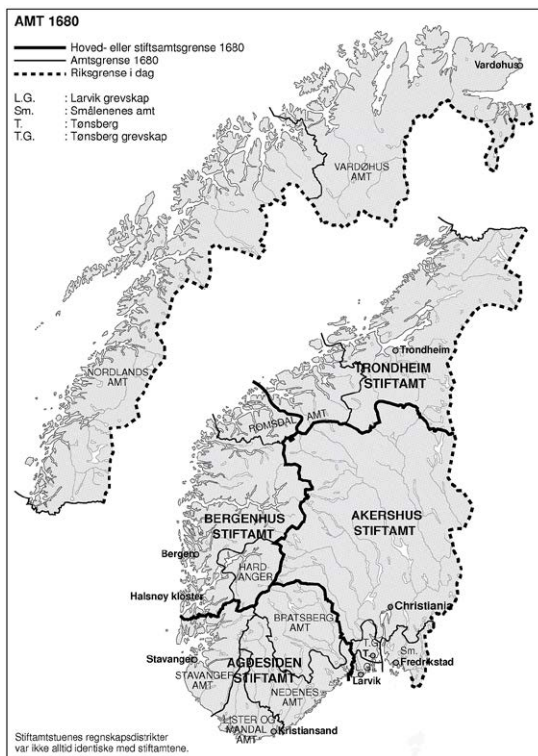 AMT 1680
Hoved- eller stiftsamtsgrense 1680
Amtsgrense 1680
Riksgrense i dag
L.G. : Larvik grevskap
Sm. : Smålenenes amt
T. : Tønsberg
T.G. : Tønsberg grevskap
Vardøhus
VARDØHUS
AMT
NORDLANDS
AMT
Trondheim
TRONDHEIM
STIFTAMT
ROMSDAL AMT
BERGENHUS
STIFTAMT
AKERSHUS
STIFTAMT
Bergen
HARD
ANGER
Halsnøy kloster
Christiania
BRATSBERG
AMT
T.G.
T.
Sm.
Fredrikstad
Larvik
Stavanger
STAVANGER
AMT
AGDESIDEN
STIFTAMT
NEDENES
AMT
LISTER OG
MANDAL
AMT
Kristiansand
Stiftamtstuenes regnskapsdistrikter
var ikke alltid identiske med stiftamtene.